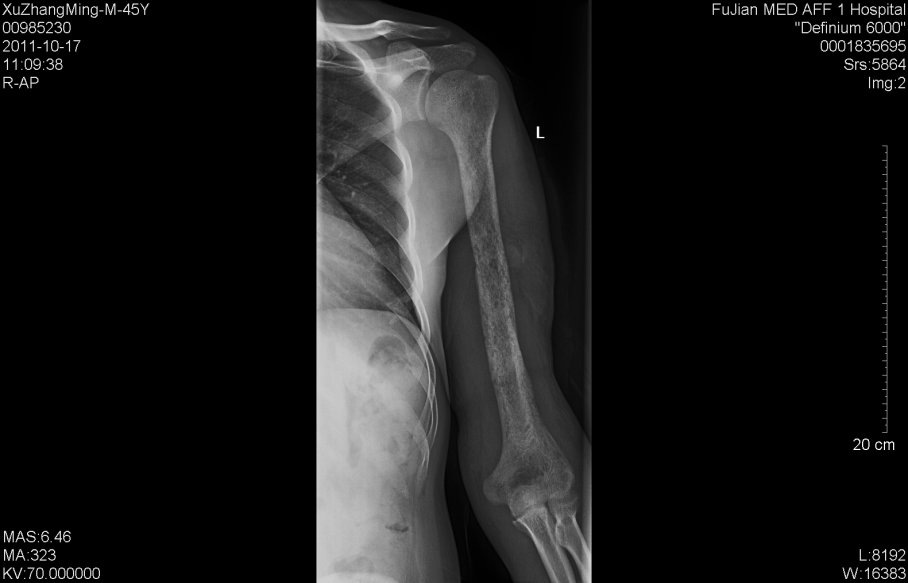 XuZhangMing-M-45Y
00985230
2011-10-17
11:09:38
R-AP
FuJian MED AFF 1 Hospital
"Definium 6000"
0001835695
Srs:5864
Img:2
L
20 cm
MAS:6.46
MA:323
KV:70.000000
L:8192
W:16383